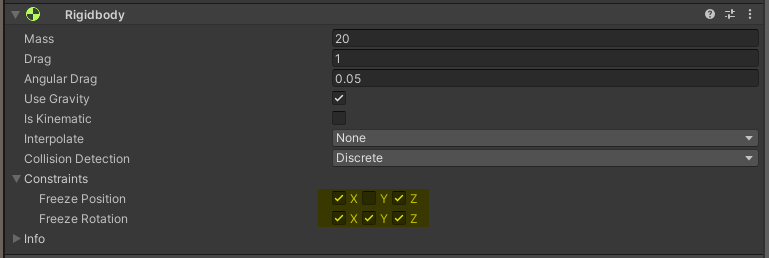 Rigidbody
Mass 20
Drag 1
Angular Drag 0.05
Use Gravity
Is Kinematic
Interpolate None
Collision Detection Discrete
Constraints
Freeze Position X Y Z
Freeze Rotation X Y Z
Info